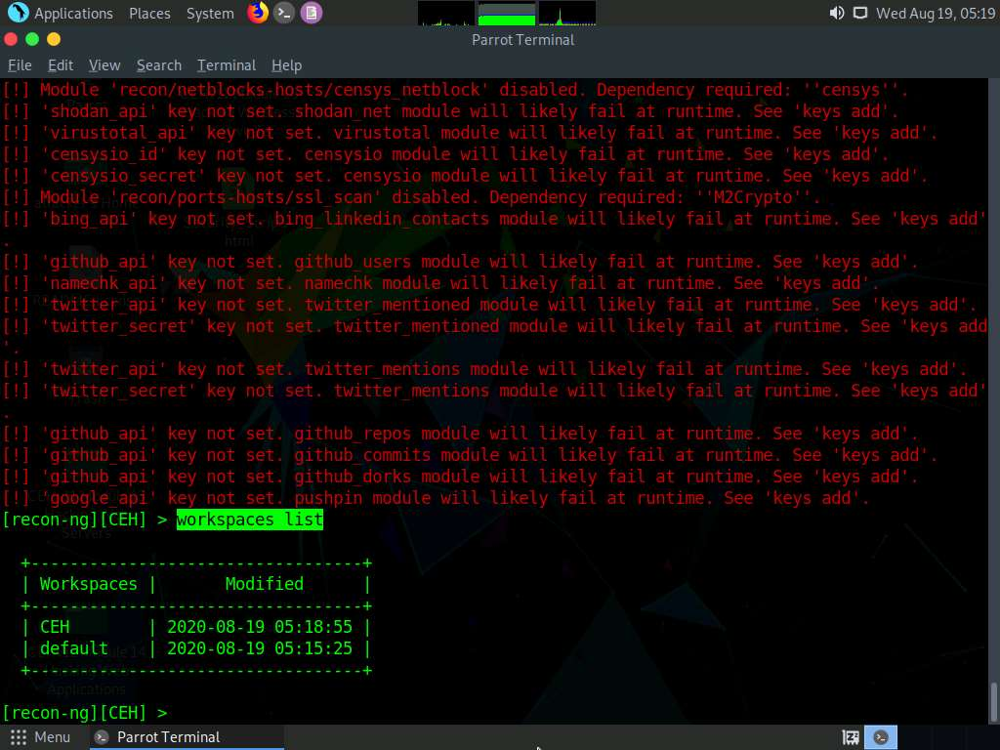 Applications Places System Wed Aug 19, 05:19
Parrot Terminal
File Edit View Search Terminal Help
[!] Module 'recon/netblocks-hosts/censys_netblock' disabled. Dependency required: ''censys''.
[!] 'shodan_api' key not set. shodan_net module will likely fail at runtime. See 'keys add'.
[!] 'virustotal_api' key not set. virustotal module will likely fail at runtime. See 'keys add'.
[!] 'censysio_id' key not set. censysio module will likely fail at runtime. See 'keys add'.
[!] 'censysio_secret' key not set. censysio module will likely fail at runtime. See 'keys add'.
[!] Module 'recon/ports-hosts/ssl_scan' disabled. Dependency required: ''M2Crypto''.
[!] 'bing_api' key not set. bing_linkedin_contacts module will likely fail at runtime. See 'keys add'
.
[!] 'github_api' key not set. github_users module will likely fail at runtime. See 'keys add'.
[!] 'namechk_api' key not set. namechk module will likely fail at runtime. See 'keys add'.
[!] 'twitter_api' key not set. twitter_mentioned module will likely fail at runtime. See 'keys add'.
[!] 'twitter_secret' key not set. twitter_mentioned module will likely fail at runtime. See 'keys add
'.
[!] 'twitter_api' key not set. twitter_mentions module will likely fail at runtime. See 'keys add'.
[!] 'twitter_secret' key not set. twitter_mentions module will likely fail at runtime. See 'keys add'
.
[!] 'github_api' key not set. github_repos module will likely fail at runtime. See 'keys add'.
[!] 'github_api' key not set. github_commits module will likely fail at runtime. See 'keys add'.
[!] 'github_api' key not set. github_dorks module will likely fail at runtime. See 'keys add'.
[!] 'google_api' key not set. pushpin module will likely fail at runtime. See 'keys add'.
[recon-ng][CEH] > workspaces list
+----------------------------------+
| Workspaces |       Modified      |
+----------------------------------+
| CEH        | 2020-08-19 05:18:55 |
| default    | 2020-08-19 05:15:25 |
+----------------------------------+
[recon-ng][CEH] >
Menu Parrot Terminal